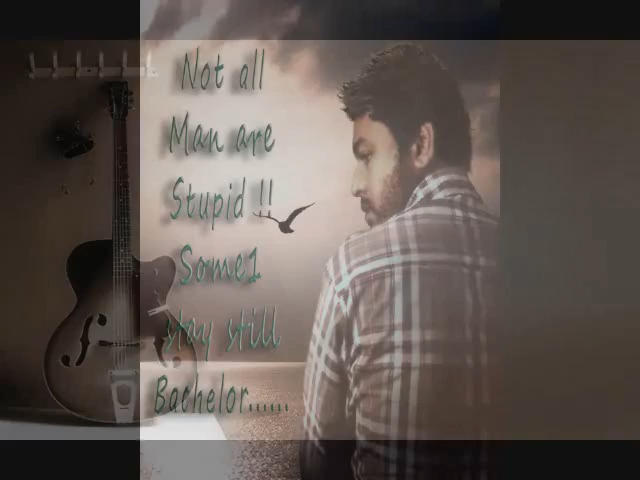 Not all
Man are
Stupid !!
Some1
stay still
Bachelor......